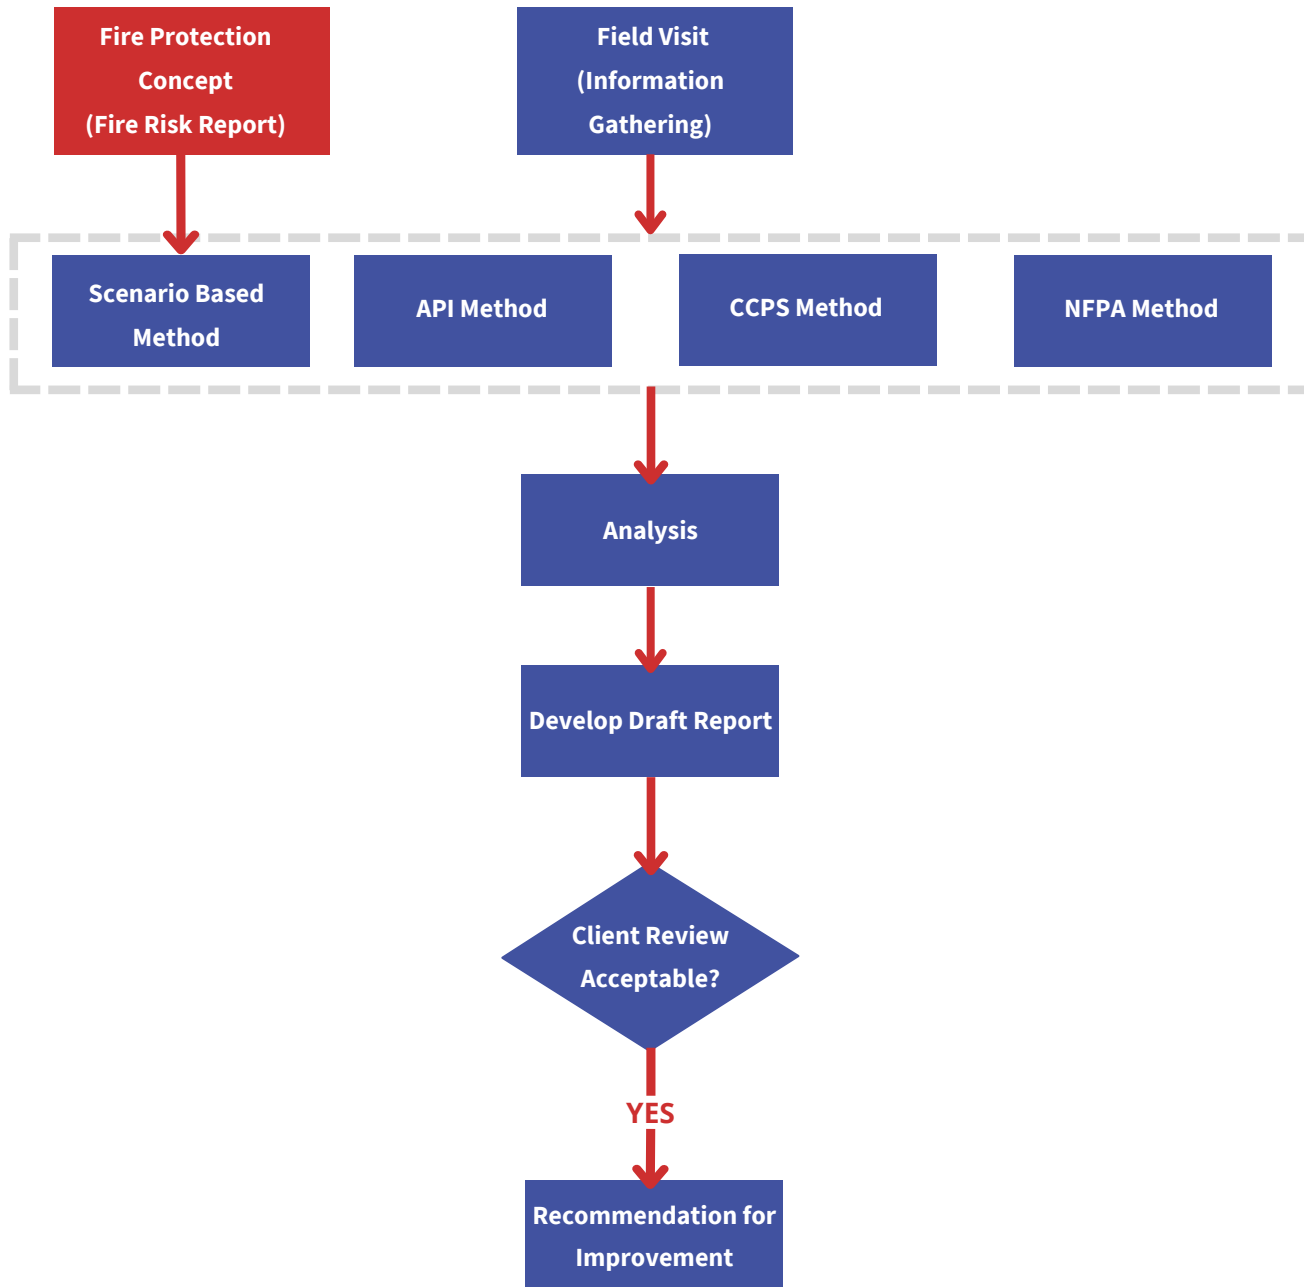 Fire Protection
Concept
(Fire Risk Report)
Field Visit
(Information
Gathering)
Scenario Based
Method
API Method
CCPS Method
NFPA Method
Analysis
Develop Draft Report
Client Review
Acceptable?
YES
Recommendation for
Improvement